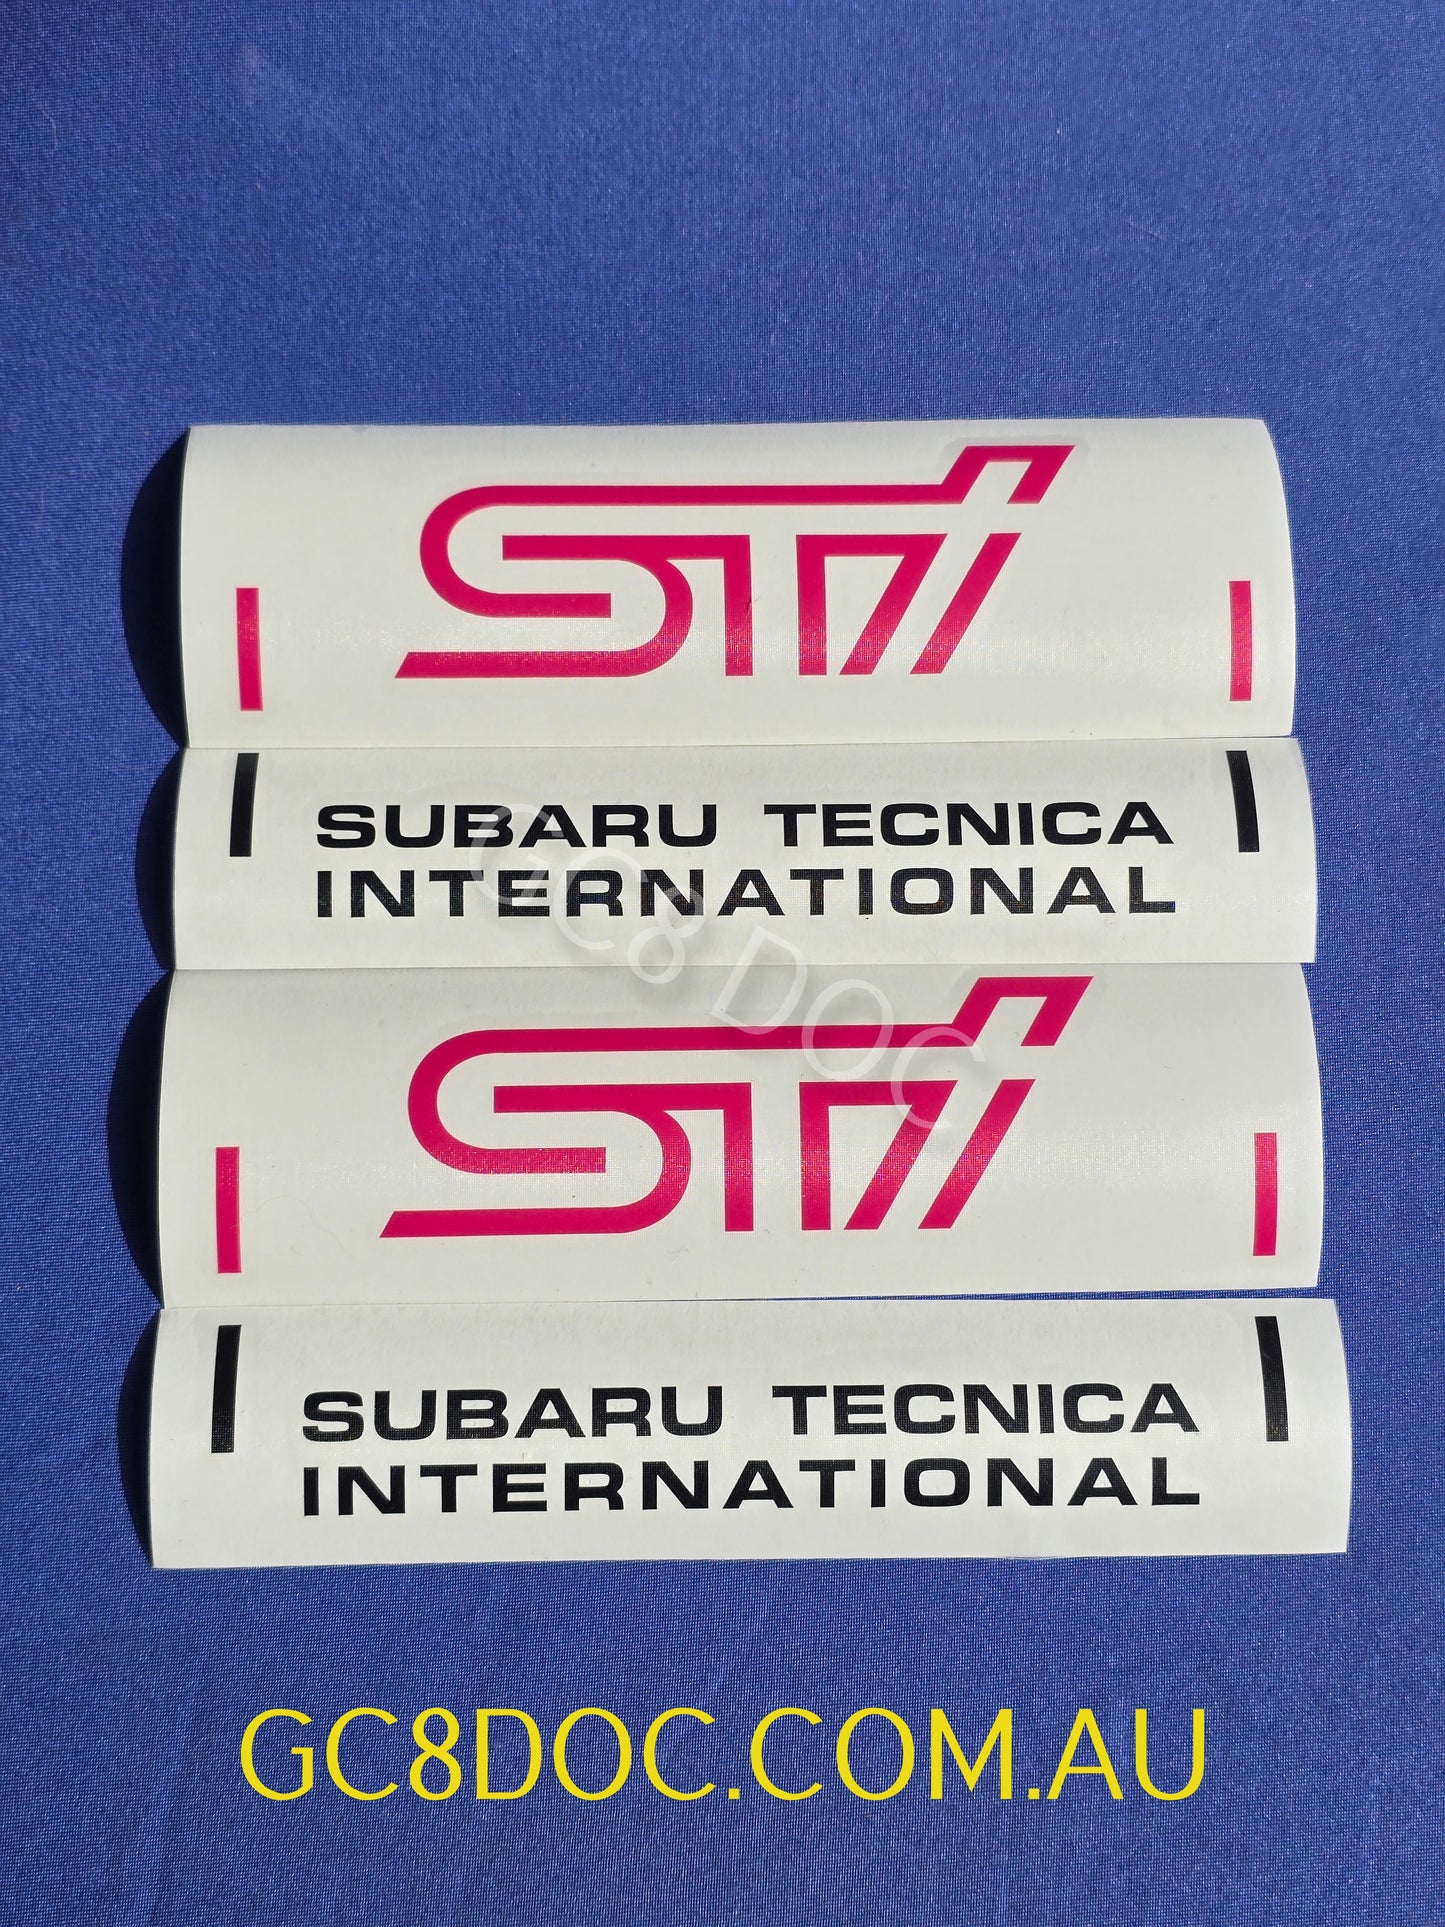 STi
SUBARU TECNICA
INTERNATIONAL
GC8 DOC
STi
SUBARU TECNICA
INTERNATIONAL
GC8DOC.COM.AU